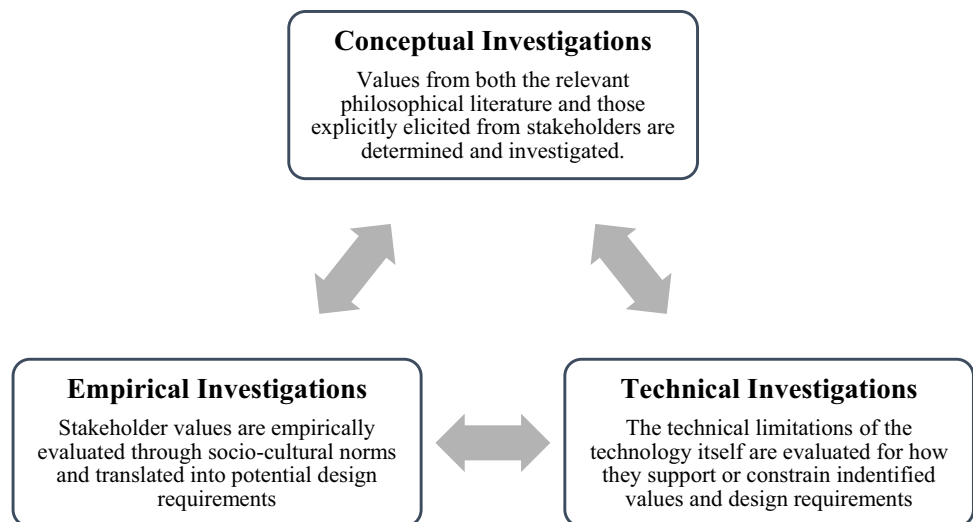 Conceptual Investigations
Values from both the relevant
philosophical literature and those
explicitly elicited from stakeholders are
determined and investigated.
Empirical Investigations
Stakeholder values are empirically
evaluated through socio-cultural norms
and translated into potential design
requirements
Technical Investigations
The technical limitations of the
technology itself are evaluated for how
they support or constrain indentified
values and design requirements